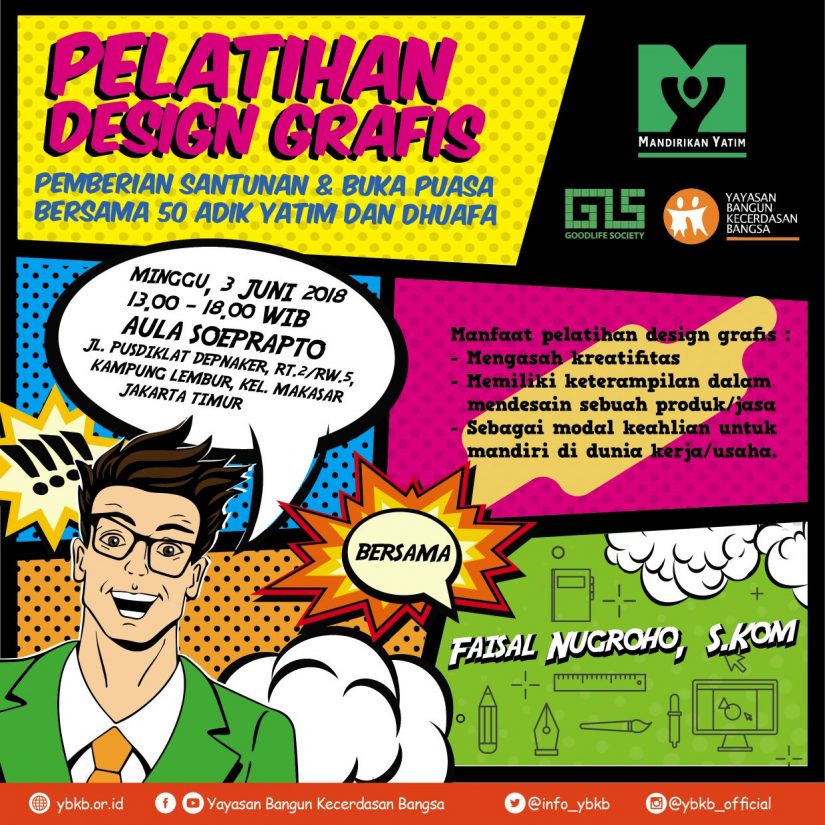 PELATIHAN
DESIGN GRAFIS
PEMBERIAN SANTUNAN & BUKA PUASA
BERSAMA 50 ADIK YATIM DAN DHUAFA
MANDIRIKAN YATIM
GLS
GOODLIFE SOCIETY
YAYASAN
BANGUN
KECERDASAN
BANGSA
MINGGU, 3 JUNI 2018
13.00 - 18.00 WIB
AULA SOEPRAPTO
JL. PUSDIKLAT DEPNAKER, RT.2/RW.5,
KAMPUNG LEMBUR, KEL. MAKASAR
JAKARTA TIMUR
Manfaat pelatihan design grafis :
- Mengasah kreatifitas
- Memiliki keterampilan dalam
mendesain sebuah produk/jasa
- Sebagai modal keahlian untuk
mandiri di dunia kerja/usaha.
!!!!
BERSAMA
FAISAL NUGROHO, S.KOM
ybkb.or.id
Yayasan Bangun Kecerdasan Bangsa
@info_ybkb
@ybkb_official